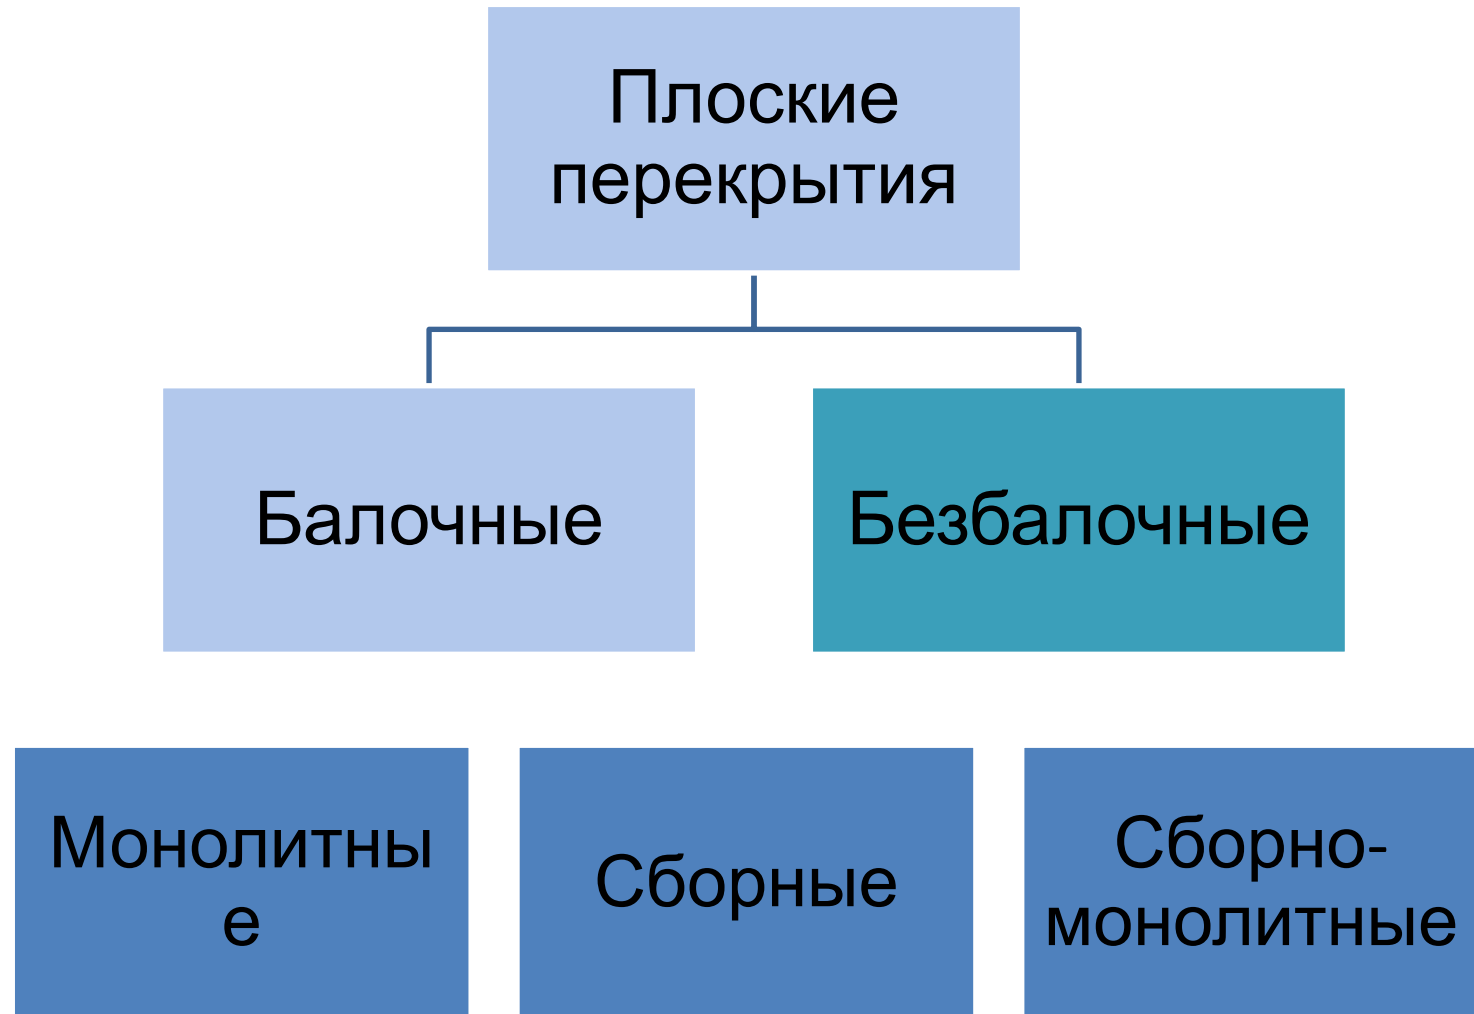 Плоские
перекрытия
Балочные
Безбалочные
Монолитны
е
Сборные
Сборно-
монолитные